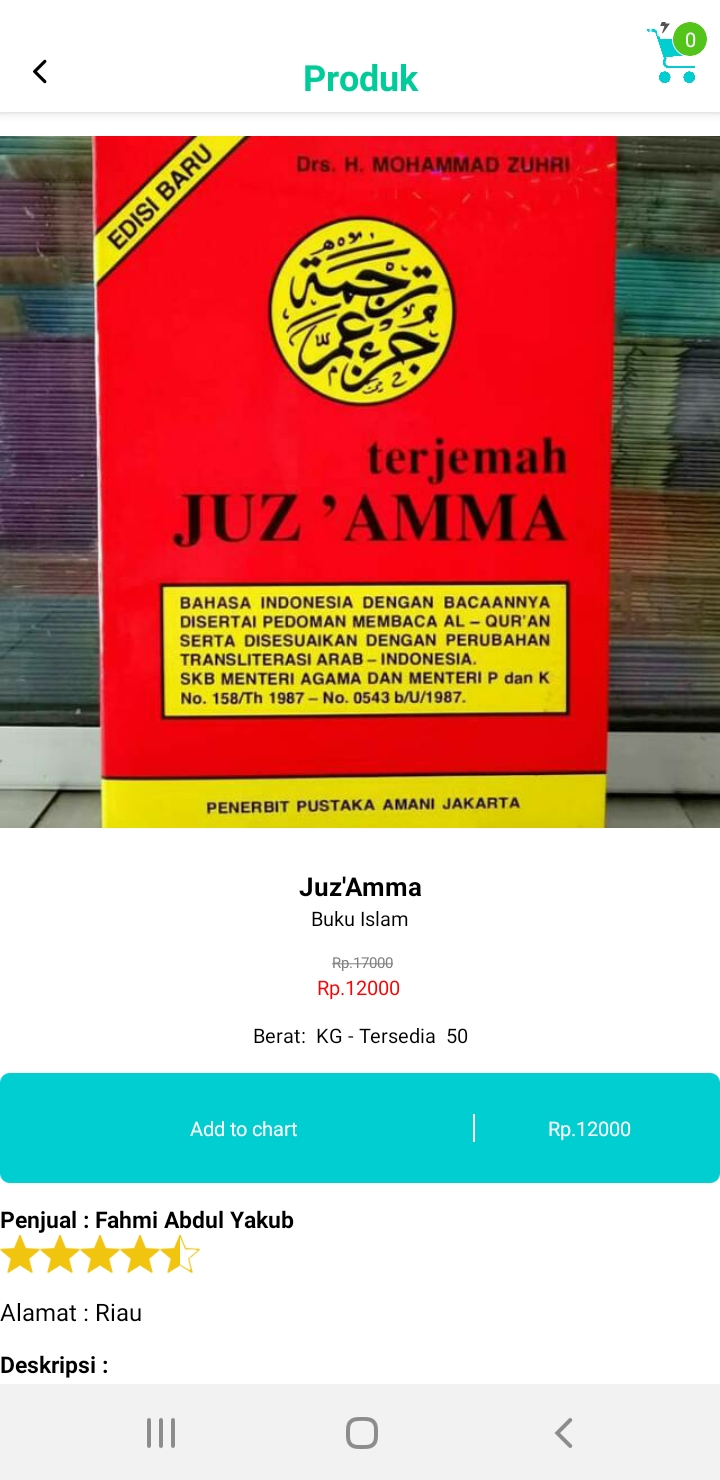 Produk
0
EDISI BARU
Drs. H. MOHAMMAD ZUHRI
ترجمة
جزء عم
terjemah
JUZ ’AMMA
BAHASA INDONESIA DENGAN BACAANNYA
DISERTAI PEDOMAN MEMBACA AL – QUR'AN
SERTA DISESUAIKAN DENGAN PERUBAHAN
TRANSLITERASI ARAB – INDONESIA.
SKB MENTERI AGAMA DAN MENTERI P dan K
No. 158/Th 1987 – No. 0543 b/U/1987.
PENERBIT PUSTAKA AMANI JAKARTA
Juz'Amma
Buku Islam
Rp.17000
Rp.12000
Berat: KG - Tersedia 50
Add to chart | Rp.12000
Penjual : Fahmi Abdul Yakub
Alamat : Riau
Deskripsi :